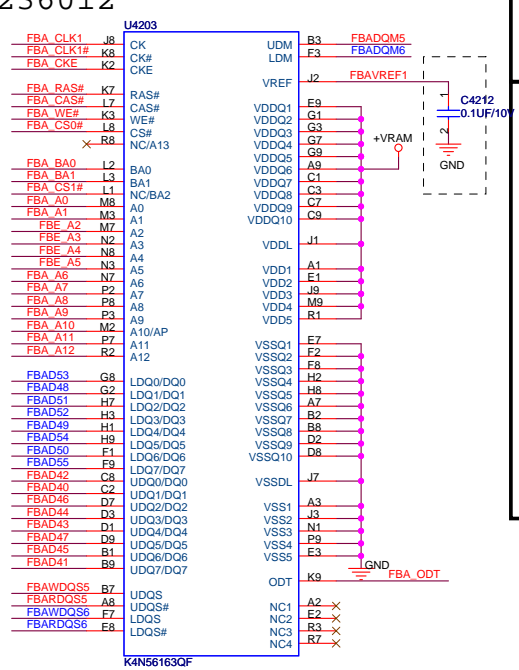 236012
U4203
FBA_CLK1 J8 CK UDM B3 FBADQM5
FBA_CLK1# K8 CK# LDM F3 FBADQM6
FBA_CKE K2 CKE
VREF J2 FBAVREF1
FBA_RAS# K7 RAS#
FBA_CAS# L7 CAS# VDDQ1 E9
FBA_WE# K3 WE# VDDQ2 G1
FBA_CS0# L8 CS# VDDQ3 G3
R8 NC/A13 VDDQ4 G7
VDDQ5 G9
FBA_BA0 L2 BA0 VDDQ6 A9
FBA_BA1 L3 BA1 VDDQ7 C1
FBA_CS1# L1 NC/BA2 VDDQ8 C3
FBA_A0 M8 A0 VDDQ9 C7
FBA_A1 M3 A1 VDDQ10 C9
FBE_A2 M7 A2
FBE_A3 N2 A3 VDDL J1
FBE_A4 N8 A4
FBE_A5 N3 A5 VDD1 A1
FBA_A6 N7 A6 VDD2 E1
FBA_A7 P2 A7 VDD3 J9
FBA_A8 P8 A8 VDD4 M9
FBA_A9 P3 A9 VDD5 R1
FBA_A10 M2 A10/AP
FBA_A11 P7 A11 VSSQ1 E7
FBA_A12 R2 A12 VSSQ2 F2
VSSQ3 F8
FBAD53 G8 LDQ0/DQ0 VSSQ4 H2
FBAD48 G2 LDQ1/DQ1 VSSQ5 H8
FBAD51 H7 LDQ2/DQ2 VSSQ6 A7
FBAD52 H3 LDQ3/DQ3 VSSQ7 B2
FBAD49 H1 LDQ4/DQ4 VSSQ8 B8
FBAD54 H9 LDQ5/DQ5 VSSQ9 D2
FBAD50 F1 LDQ6/DQ6 VSSQ10 D8
FBAD55 F9 LDQ7/DQ7
FBAD42 C8 UDQ0/DQ0 VSSDL J7
FBAD40 C2 UDQ1/DQ1
FBAD46 D7 UDQ2/DQ2 VSS1 A3
FBAD44 D3 UDQ3/DQ3 VSS2 J3
FBAD43 D1 UDQ4/DQ4 VSS3 N1
FBAD47 D9 UDQ5/DQ5 VSS4 P9
FBAD45 B1 UDQ6/DQ6 VSS5 E3
FBAD41 B9 UDQ7/DQ7
GND
ODT K9 FBA_ODT
FBAWDQS5 B7 UDQS
FBARDQS5 A8 UDQS# NC1 A2
FBAWDQS6 F7 LDQS NC2 E2
FBARDQS6 E8 LDQS# NC3 R3
NC4 R7
K4N56163QF
+VRAM
1
C4212
0.1UF/10V
2
GND